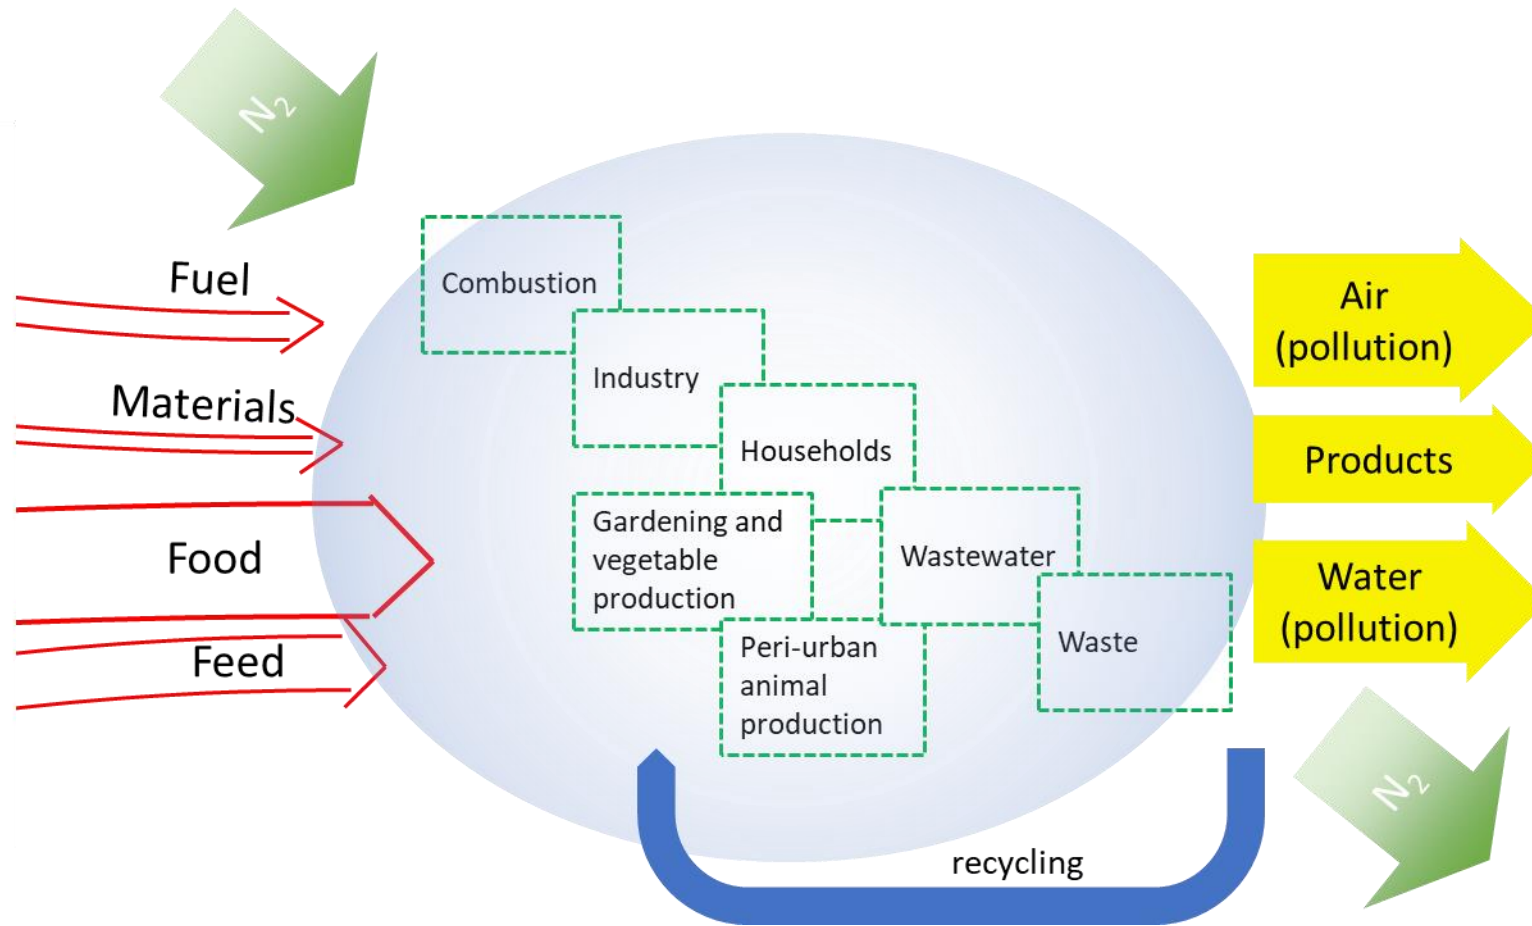 N₂
Fuel
Materials
Food
Feed
Combustion
Industry
Households
Gardening and
vegetable
production
Wastewater
Peri-urban
animal
production
Waste
Air
(pollution)
Products
Water
(pollution)
N₂
recycling